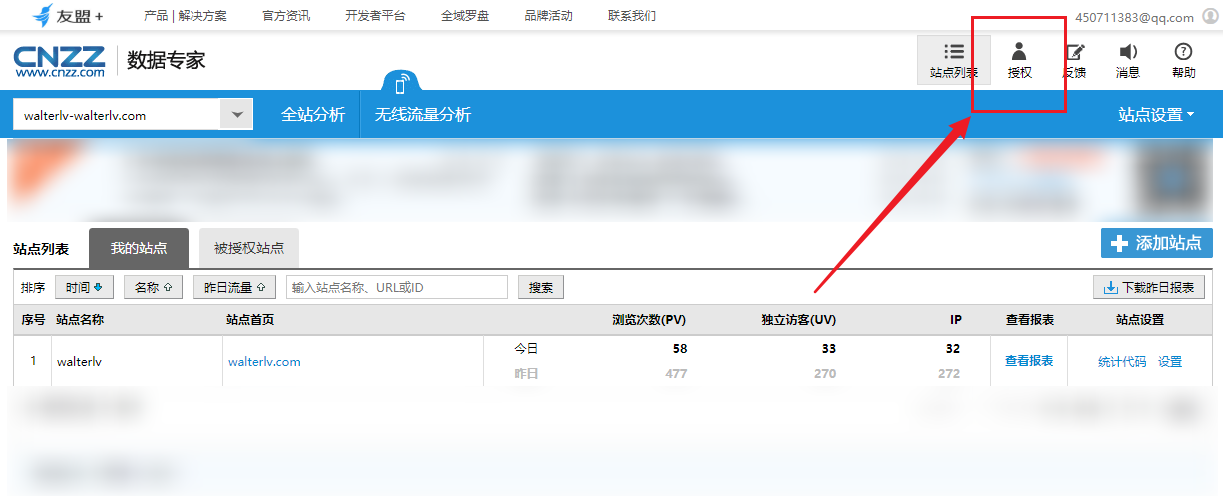 友盟+ 产品 | 解决方案 官方资讯 开发者平台 全域罗盘 品牌活动 联系我们 450711383@qq.com
CNZZ 数据专家
www.cnzz.com
站点列表 授权 反馈 消息 帮助
walterlv-walterlv.com 全站分析 无线流量分析 站点设置
站点列表 我的站点 被授权站点 添加站点
排序 时间 名称 昨日流量 输入站点名称、URL或ID 搜索 下载昨日报表
序号 站点名称 站点首页 浏览次数(PV) 独立访客(UV) IP 查看报表 站点设置
今日 58 33 32
1 walterlv walterlv.com 查看报表 统计代码 设置
昨日 477 270 272